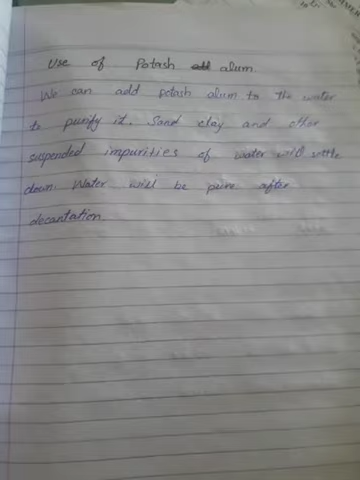 Use of Potash alum
We can add potash alum to the water
to purify it. Sand clay and other
suspended impurities of water will settle
down. Water will be pure after
decantation